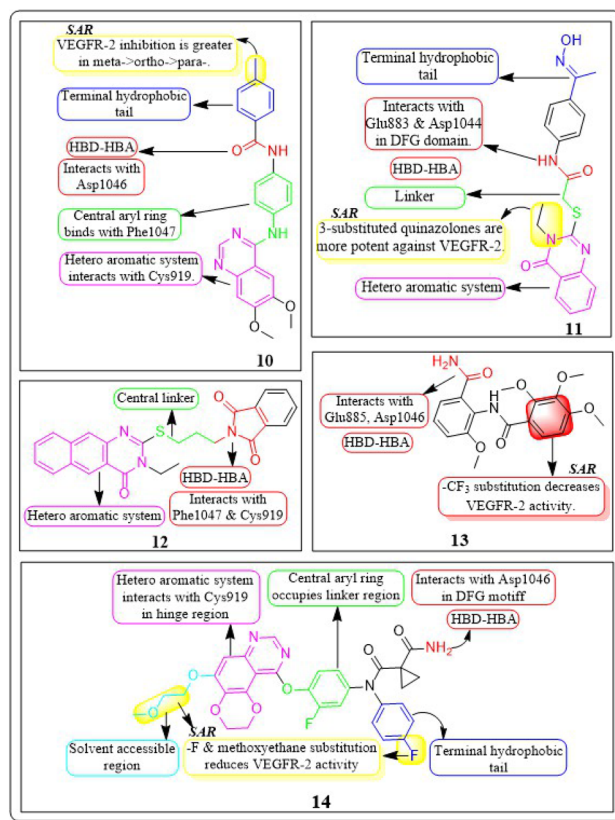 SAR
VEGFR-2 inhibition is greater
in meta->ortho->para-.
Terminal hydrophobic
tail
HBD-HBA
Interacts with
Asp1046
Central aryl ring
binds with Phe1047
Hetero aromatic system
interacts with Cys919.
O
NH
HN
N
N
O
O
10
OH
N
Terminal hydrophobic
tail
Interacts with
Glu883 & Asp1044
in DFG domain.
HBD-HBA
Linker
SAR
3-substituted quinazolones are
more potent against VEGFR-2.
Hetero aromatic system
HN
O
S
N
N
O
11
Central linker
N
S
N
O
O
N
O
HBD-HBA
Interacts with
Phe1047 & Cys919
Hetero aromatic system
12
H2N
O
Interacts with
Glu885, Asp1046
HBD-HBA
H
N
O
O
O
O
O
SAR
-CF3 substitution decreases
VEGFR-2 activity.
13
Hetero aromatic system
interacts with Cys919
in hinge region
Central aryl ring
occupies linker region
Interacts with Asp1046
in DFG motiff
HBD-HBA
N
N
O
O
O
O
O
F
N
O
O
NH2
F
Solvent accessible
region
SAR
-F & methoxyethane substitution
reduces VEGFR-2 activity
Terminal hydrophobic
tail
14